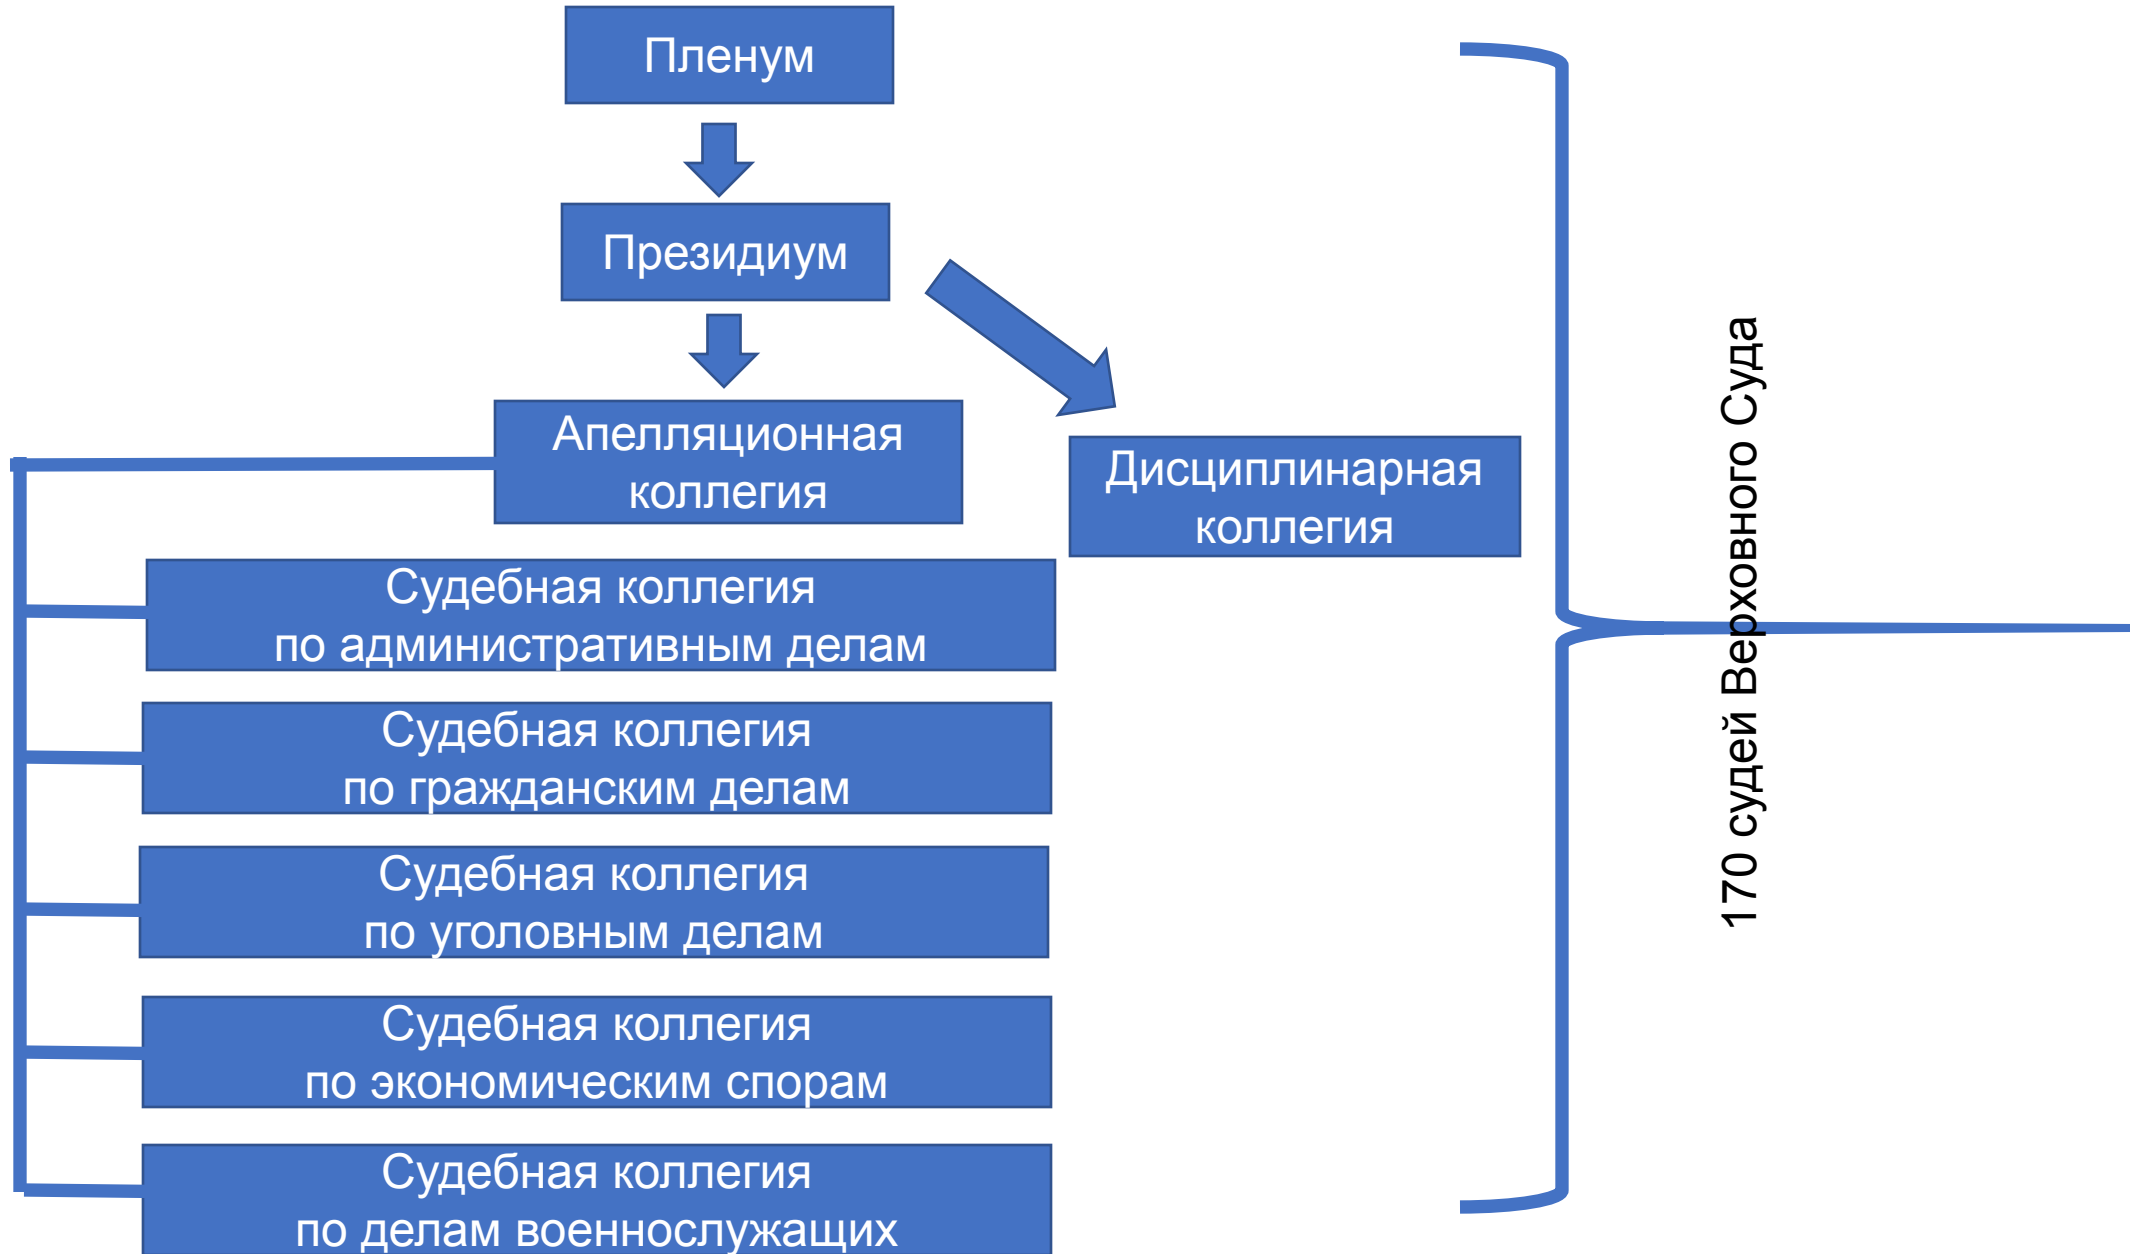 Пленум
Президиум
Апелляционная
коллегия
Дисциплинарная
коллегия
Судебная коллегия
по административным делам
Судебная коллегия
по гражданским делам
Судебная коллегия
по уголовным делам
Судебная коллегия
по экономическим спорам
Судебная коллегия
по делам военнослужащих
170 судей Верховного Суда